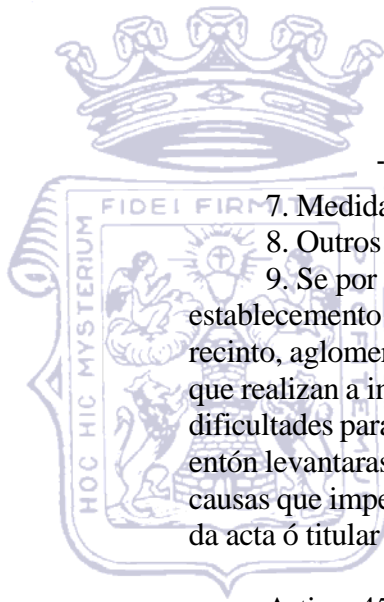 FIDEI FIRM
HOC HIC MYSTERIUM
7. Medida
8. Outros
9. Se por
establecemento
recinto, aglomer
que realizan a in
dificultades para
entón levantaras
causas que impe
da acta ó titular